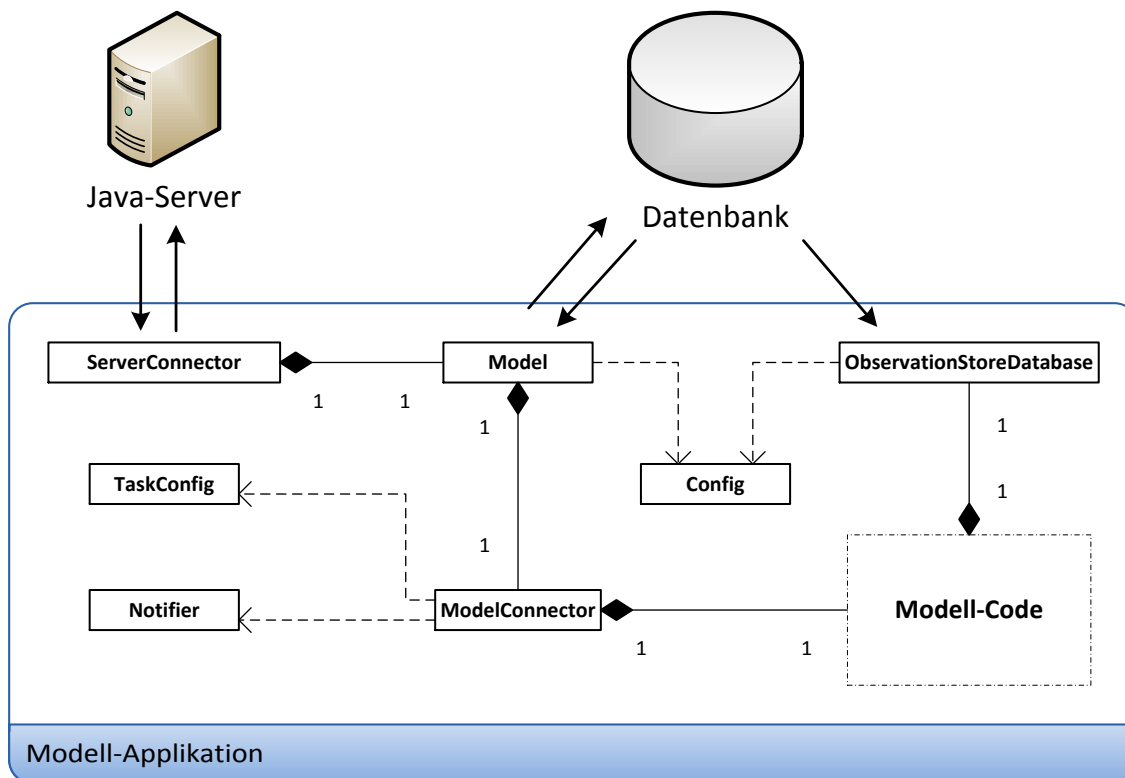 Java-Server
Datenbank
ServerConnector
Model
ObservationStoreDatabase
1
1
1
1
TaskConfig
Config
1
1
Notifier
ModelConnector
Modell-Code
1
1
Modell-Applikation